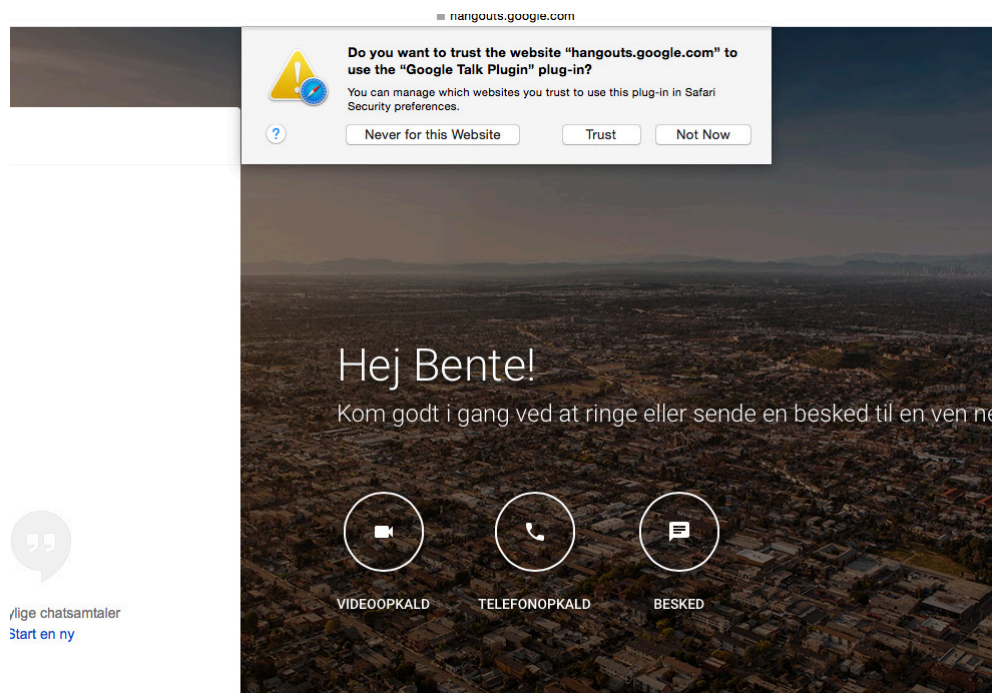 hangouts.google.com
Do you want to trust the website “hangouts.google.com” to
use the “Google Talk Plugin” plug-in?
You can manage which websites you trust to use this plug-in in Safari
Security preferences.
?
Never for this Website
Trust
Not Now
Hej Bente!
Kom godt i gang ved at ringe eller sende en besked til en ven
VIDEOOPKALD
TELEFONOPKALD
BESKED
chatsamtaler
Start en ny